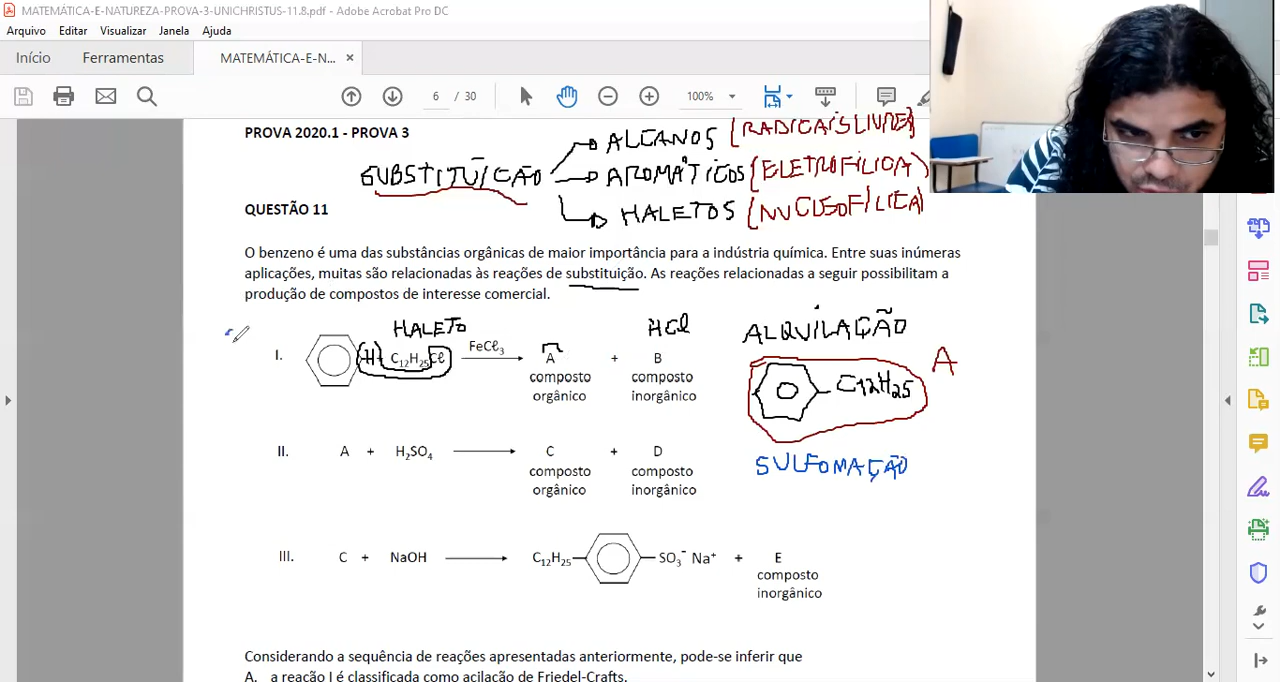 MATEMÁTICA-E-NATUREZA-PROVA-3-UNICHRISTUS-11.8.pdf - Adobe Acrobat Pro DC
Arquivo Editar Visualizar Janela Ajuda
Início Ferramentas MATEMÁTICA-E-N... ×
6 / 30 100%
PROVA 2020.1 - PROVA 3
ALCANOS (RADICAIS LIVRES)
SUBSTITUIÇÃO AROMÁTICOS (ELETROFÍLICA)
HALETOS (NUCLEOFÍLICA)
QUESTÃO 11
O benzeno é uma das substâncias orgânicas de maior importância para a indústria química. Entre suas inúmeras
aplicações, muitas são relacionadas às reações de substituição. As reações relacionadas a seguir possibilitam a
produção de compostos de interesse comercial.
HALETO HCl ALQUILAÇÃO
I. H + C₁₂H₂₅Cℓ FeCℓ₃ A + B
composto composto
orgânico inorgânico
C12H25 A
II. A + H₂SO₄ C + D
composto composto
orgânico inorgânico
SULFOMAÇÃO
III. C + NaOH C₁₂H₂₅ SO₃⁻ Na⁺ + E
composto
inorgânico
Considerando a sequência de reações apresentadas anteriormente, pode-se inferir que
A. a reação I é classificada como acilação de Friedel-Crafts.